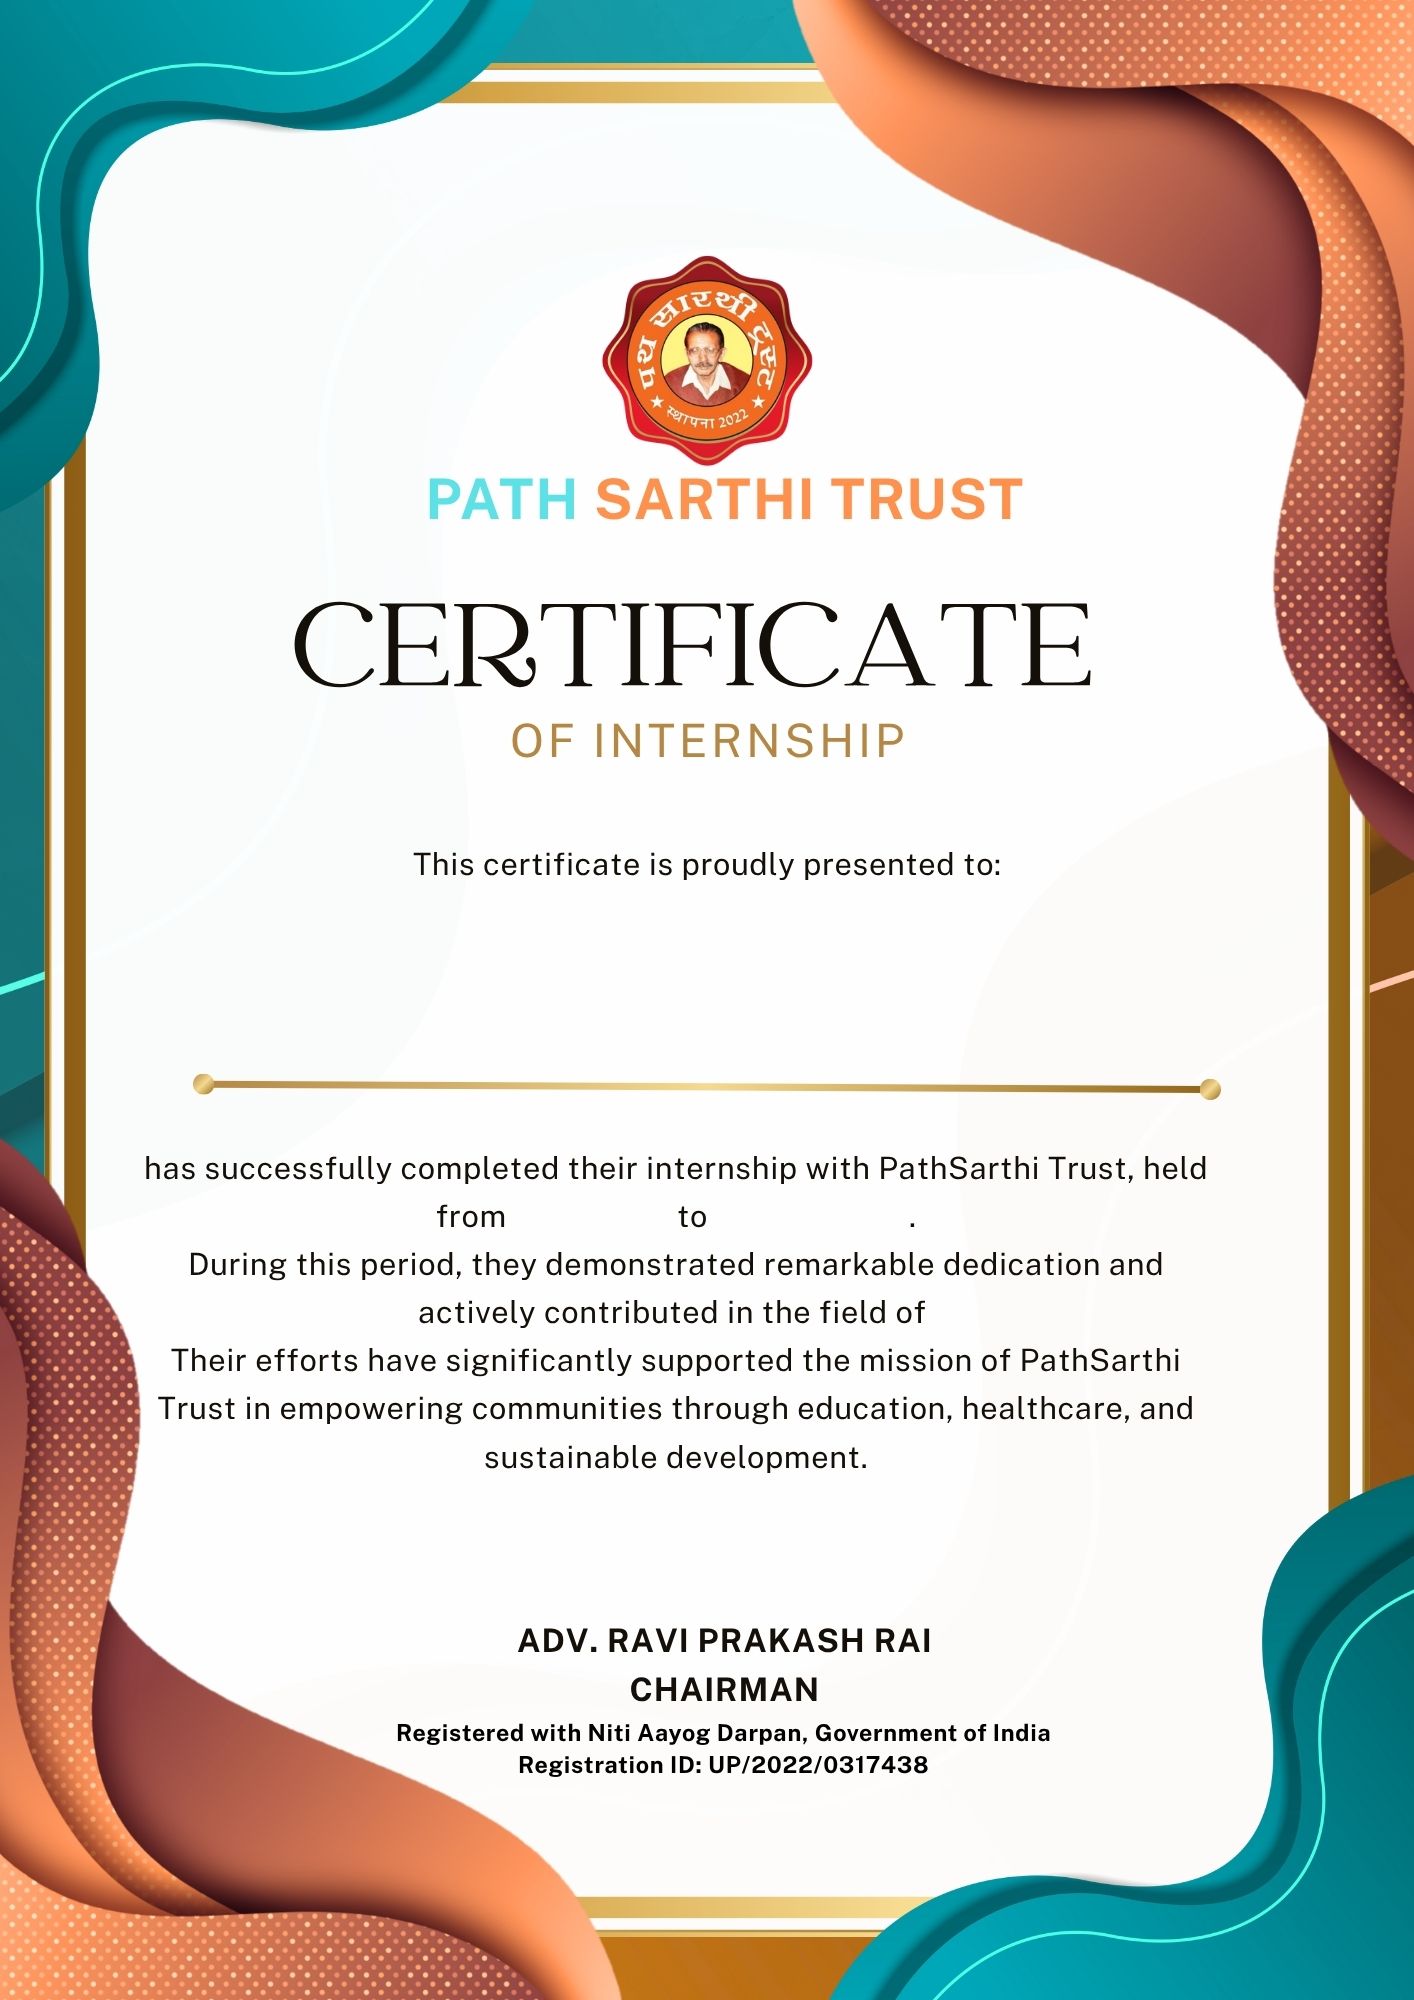 पथ सारथी ट्रस्ट
★ स्थापना 2022 ★
PATH SARTHI TRUST
CERTIFICATE
OF INTERNSHIP
This certificate is proudly presented to:
has successfully completed their internship with PathSarthi Trust, held
from to .
During this period, they demonstrated remarkable dedication and
actively contributed in the field of
Their efforts have significantly supported the mission of PathSarthi
Trust in empowering communities through education, healthcare, and
sustainable development.
ADV. RAVI PRAKASH RAI
CHAIRMAN
Registered with Niti Aayog Darpan, Government of India
Registration ID: UP/2022/0317438